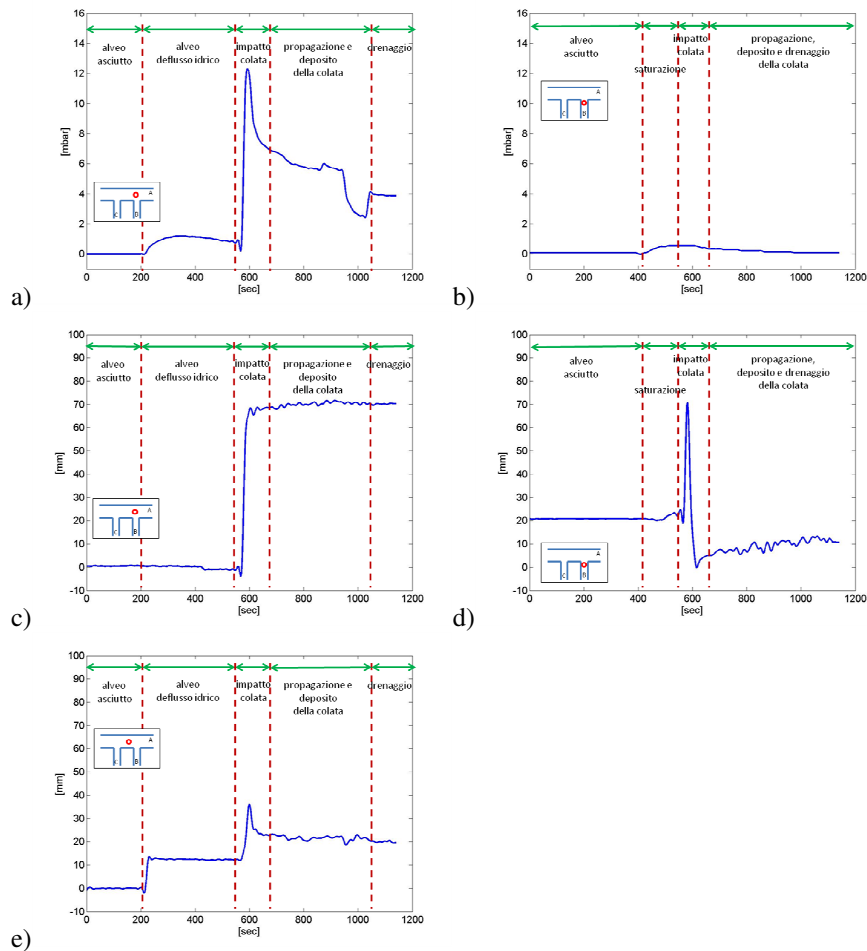 16
14
12
10
8
6
4
2
0
[mbar]
alveo
asciutto
alveo
deflusso idrico
impatto
colata
propagazione e
deposito
della colata
drenaggio
A
C
B
0 200 400 600 800 1000 1200
[sec]
a)
16
14
12
10
8
6
4
2
0
[mbar]
alveo
asciutto
saturazione
impatto
colata
propagazione,
deposito e drenaggio
della colata
A
C
B
0 200 400 600 800 1000 1200
[sec]
b)
100
90
80
70
60
50
40
30
20
10
0
-10
[mm]
alveo
asciutto
alveo
deflusso idrico
impatto
colata
propagazione e
deposito
della colata
drenaggio
A
C
B
0 200 400 600 800 1000 1200
[sec]
c)
100
90
80
70
60
50
40
30
20
10
0
-10
[mm]
alveo
asciutto
saturazione
impatto
colata
propagazione,
deposito e drenaggio
della colata
A
C
B
0 200 400 600 800 1000 1200
[sec]
d)
100
90
80
70
60
50
40
30
20
10
0
-10
[mm]
alveo
asciutto
alveo
deflusso idrico
impatto
colata
propagazione e
deposito
della colata
drenaggio
A
C
B
0 200 400 600 800 1000 1200
[sec]
e)